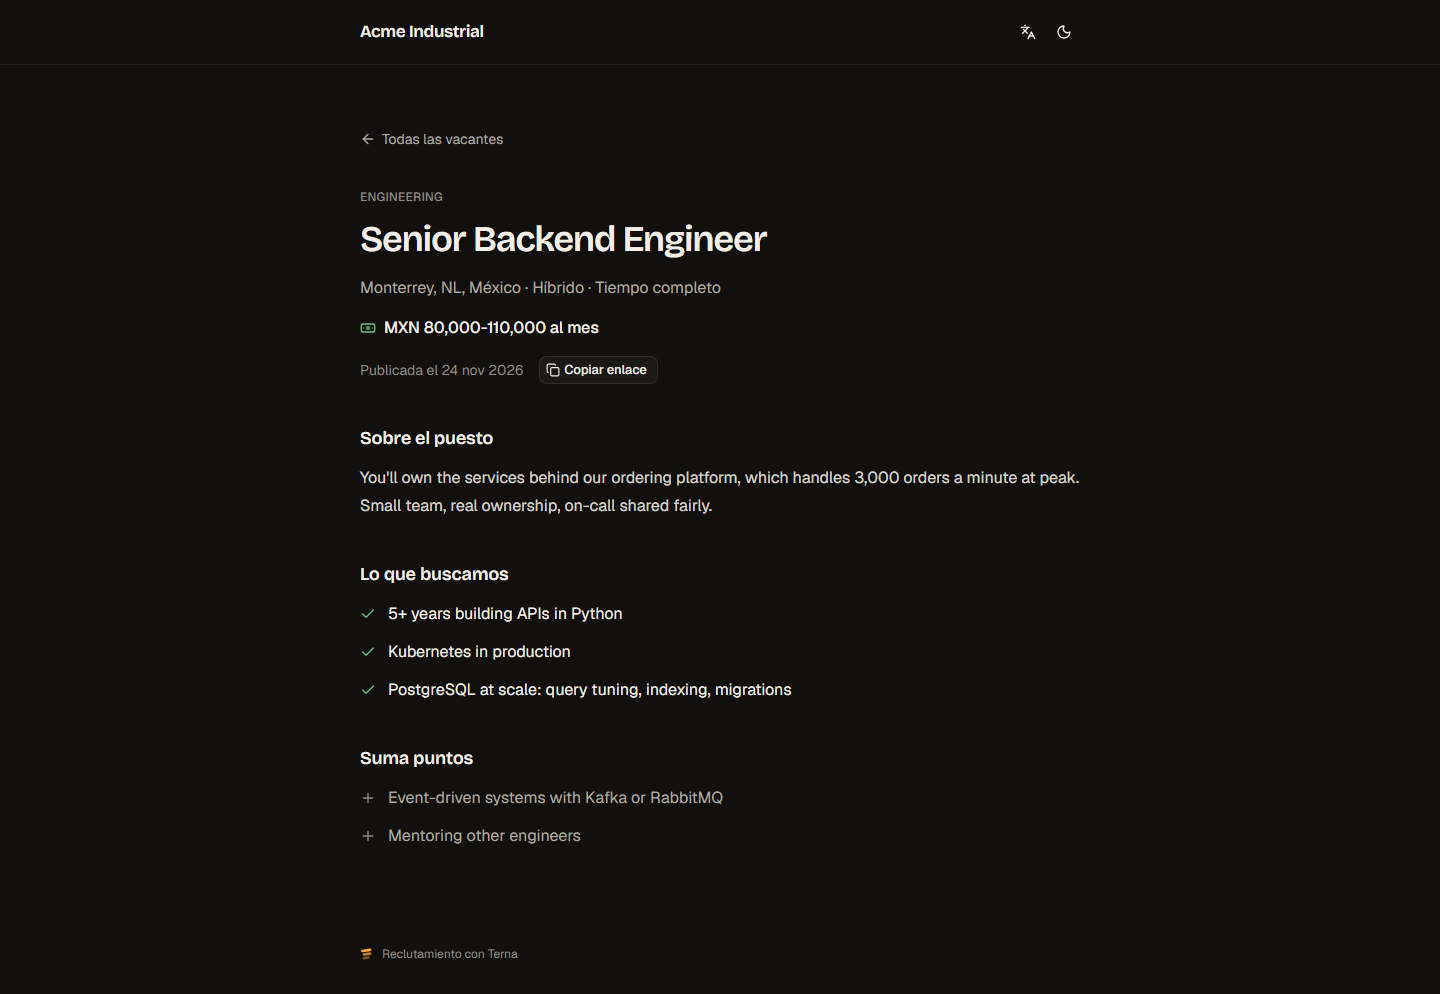 Acme Industrial
Todas las vacantes
ENGINEERING
Senior Backend Engineer
Monterrey, NL, México · Híbrido · Tiempo completo
MXN 80,000-110,000 al mes
Publicada el 24 nov 2026
Copiar enlace
Sobre el puesto
You'll own the services behind our ordering platform, which handles 3,000 orders a minute at peak.
Small team, real ownership, on-call shared fairly.
Lo que buscamos
5+ years building APIs in Python
Kubernetes in production
PostgreSQL at scale: query tuning, indexing, migrations
Suma puntos
Event-driven systems with Kafka or RabbitMQ
Mentoring other engineers
Reclutamiento con Terna